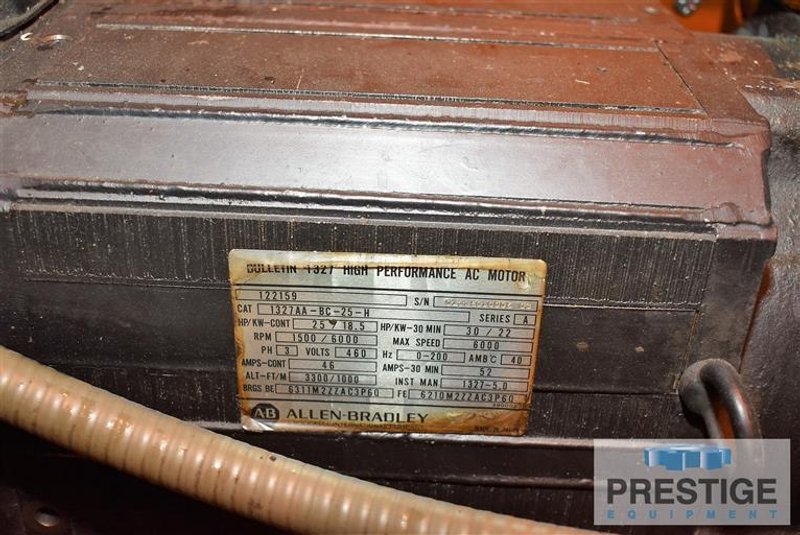 BULLETIN 1327 HIGH PERFORMANCE AC MOTOR
122159 S/N
CAT 1327AA-BC-25-H SERIES A
HP/KW-CONT 25/18.5 HP/KW-30 MIN 30/22
RPM 1500/6000 MAX SPEED 6000
PH 3 VOLTS 460 Hz 0-200 AMB°C 40
AMPS-CONT 46 AMPS-30 MIN 52
ALT-FT/M 3300/1000 INST MAN 1327-5.0
BRGS BE 6311M2ZZAC3P6Q FE 6210M2ZZAC3P6Q
AB ALLEN-BRADLEY
PRESTIGE
EQUIPMENT